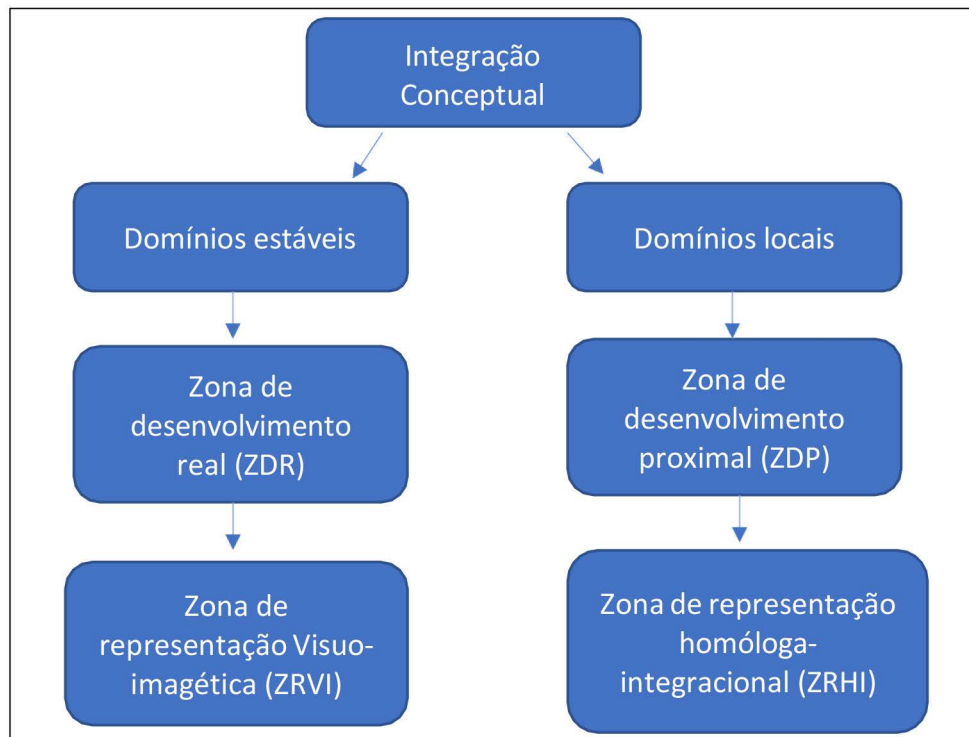 Integração
Conceptual
Domínios estáveis
Domínios locais
Zona de
desenvolvimento
real (ZDR)
Zona de
desenvolvimento
proximal (ZDP)
Zona de
representação Visuo-
imagética (ZRVI)
Zona de representação
homóloga-
integracional (ZRHI)